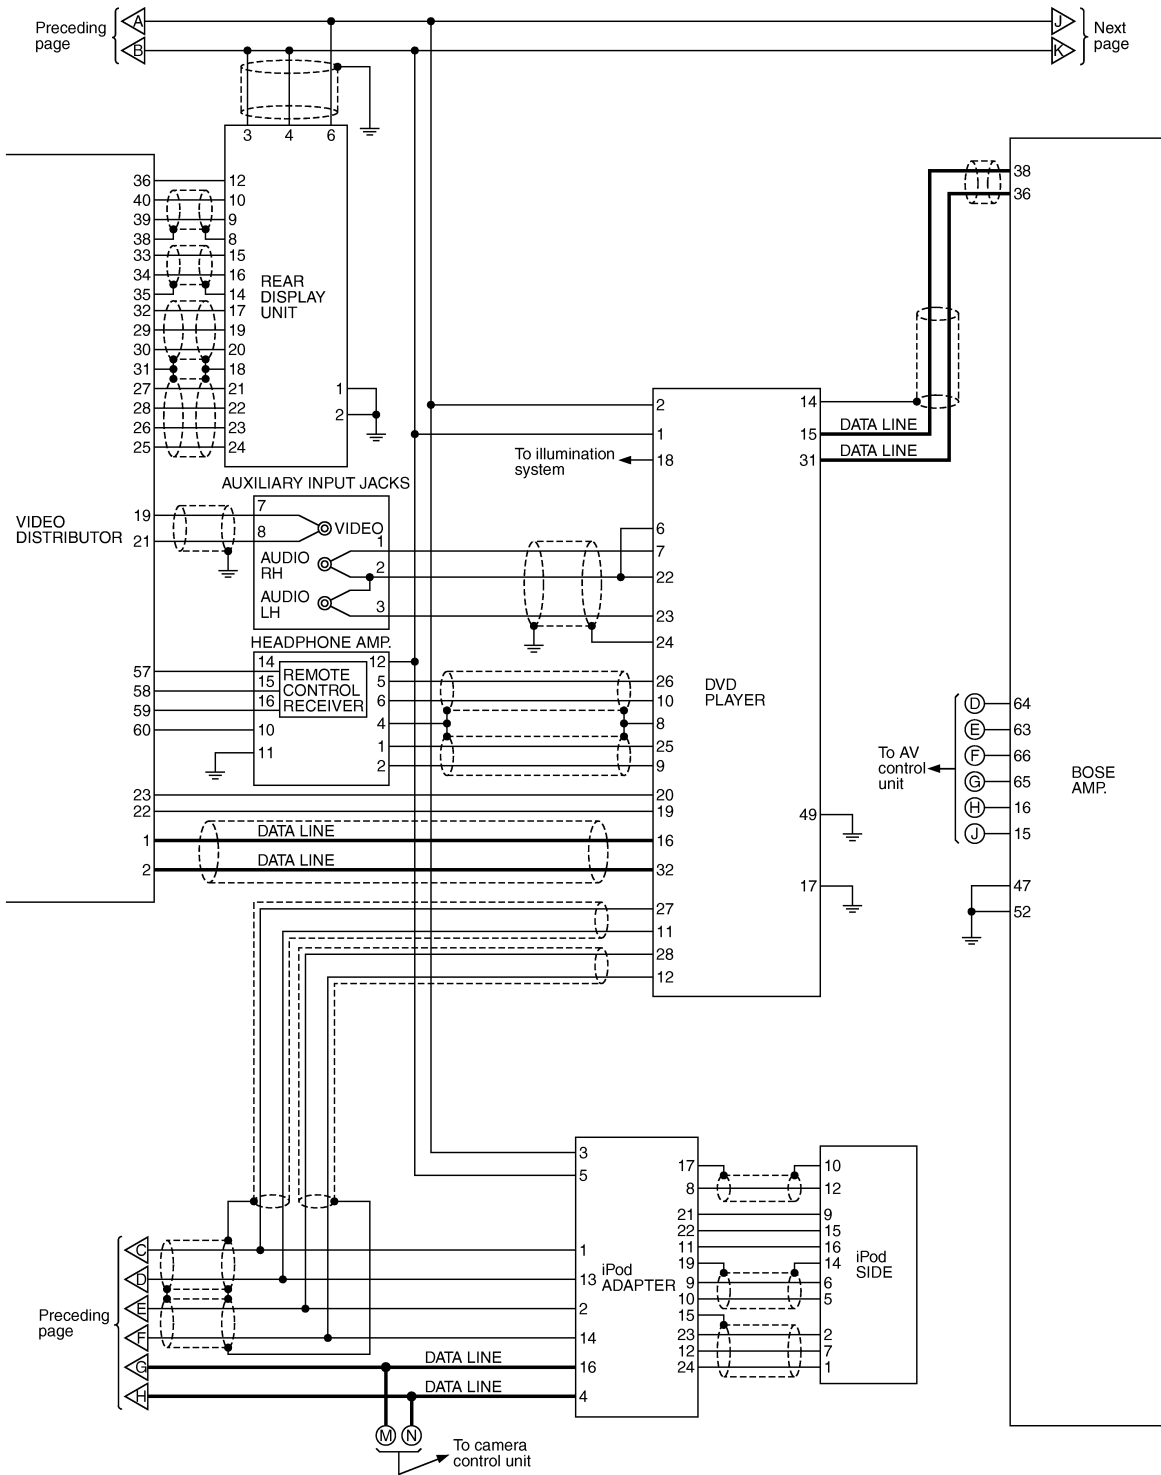 Preceding
page
A
B
J
K
Next
page
3 4 6
36 12
40 10
39 9
38 8
33 15
34 16
35 14
32 17
29 19
30 20
31 18
27 21
28 22
26 23
25 24
REAR
DISPLAY
UNIT
1
2
38
36
2
1
18
To illumination
system
14
15
31
DATA LINE
DATA LINE
AUXILIARY INPUT JACKS
VIDEO
DISTRIBUTOR
19 7
21 8
VIDEO
AUDIO
RH
AUDIO
LH
1
2
3
6
7
22
23
24
HEADPHONE AMP.
57 14
58 15
59 16
60 10
11
REMOTE
CONTROL
RECEIVER
12
5 26
6 10
4 8
1 25
2 9
DVD
PLAYER
23 20
22 19
1 DATA LINE 16
2 DATA LINE 32
27
11
28
12
49
17
To AV
control
unit
D 64
E 63
F 66
G 65
H 16
J 15
47
52
BOSE
AMP.
3
5
Preceding
page
C 1
D 13
E 2
F 14
G DATA LINE 16
H DATA LINE 4
iPod
ADAPTER
17 10
8 12
21 9
22 15
11 16
19 14
9 6
10 5
15
23 2
12 7
24 1
iPod
SIDE
M N
To camera
control unit